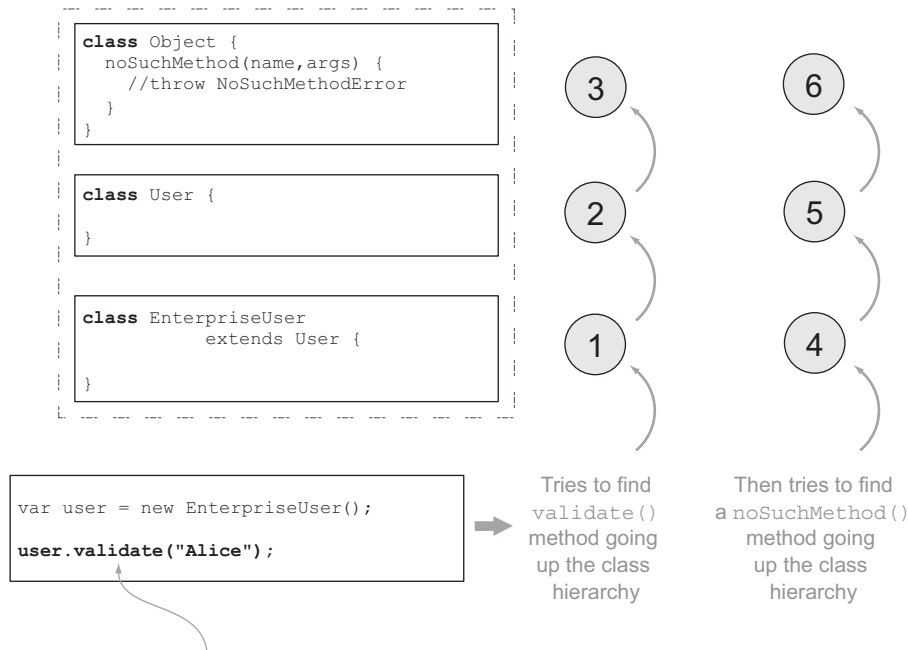 class Object {
noSuchMethod(name,args) {
//throw NoSuchMethodError
}
}
3
6
class User {
}
2
5
class EnterpriseUser
extends User {
}
1
4
var user = new EnterpriseUser();
user.validate("Alice");
Tries to find
validate()
method going
up the class
hierarchy
Then tries to find
a noSuchMethod()
method going
up the class
hierarchy